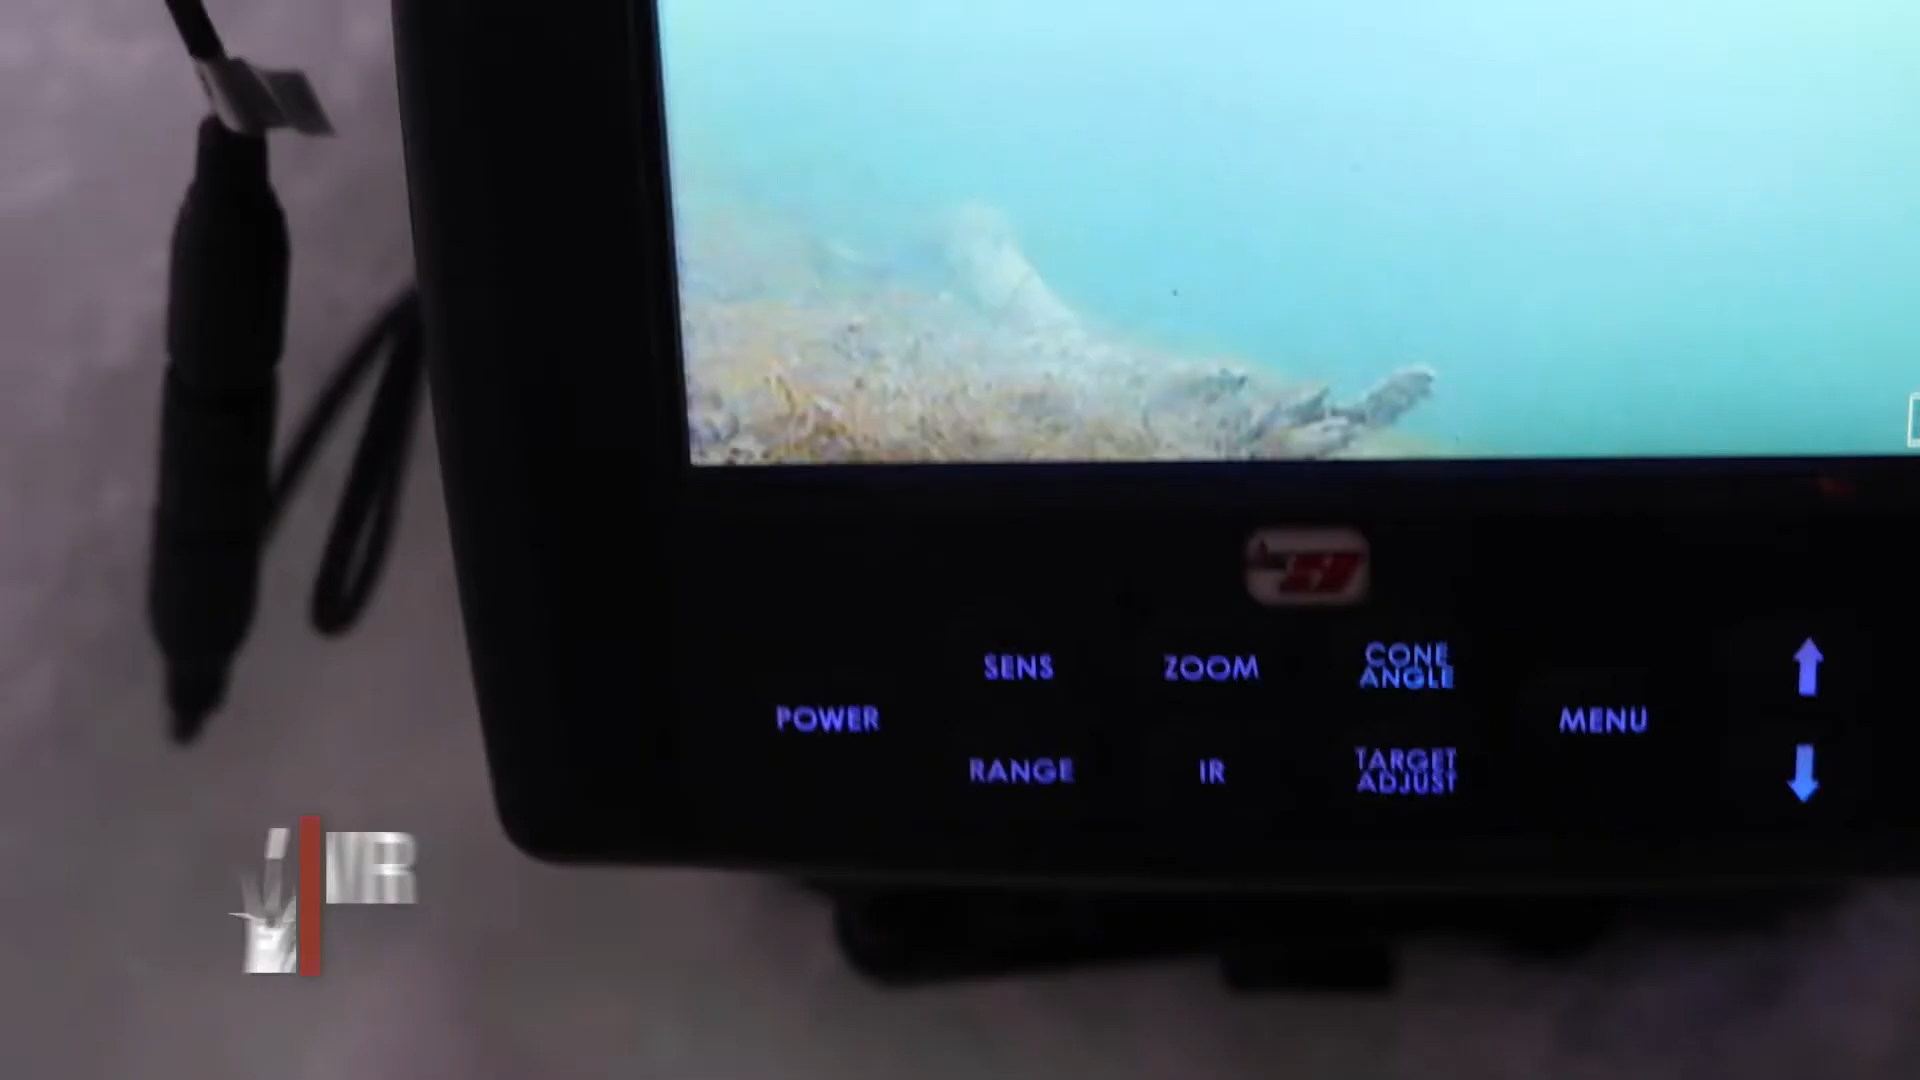 SENS
ZOOM
CONE
ANGLE
POWER
MENU
RANGE
IR
TARGET
ADJUST